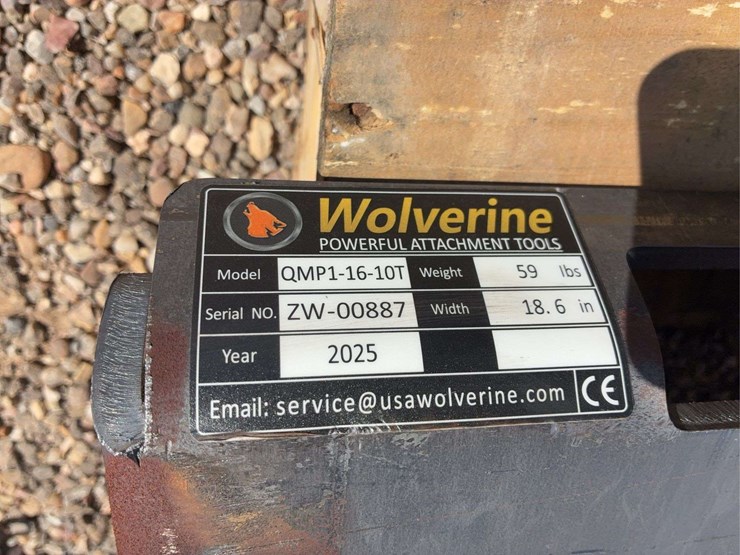 Wolverine
POWERFUL ATTACHMENT TOOLS
Model QMP1-16-10T Weight 59 lbs
Serial NO. ZW-00887 Width 18.6 in
Year 2025
Email: service@usawolverine.com CE